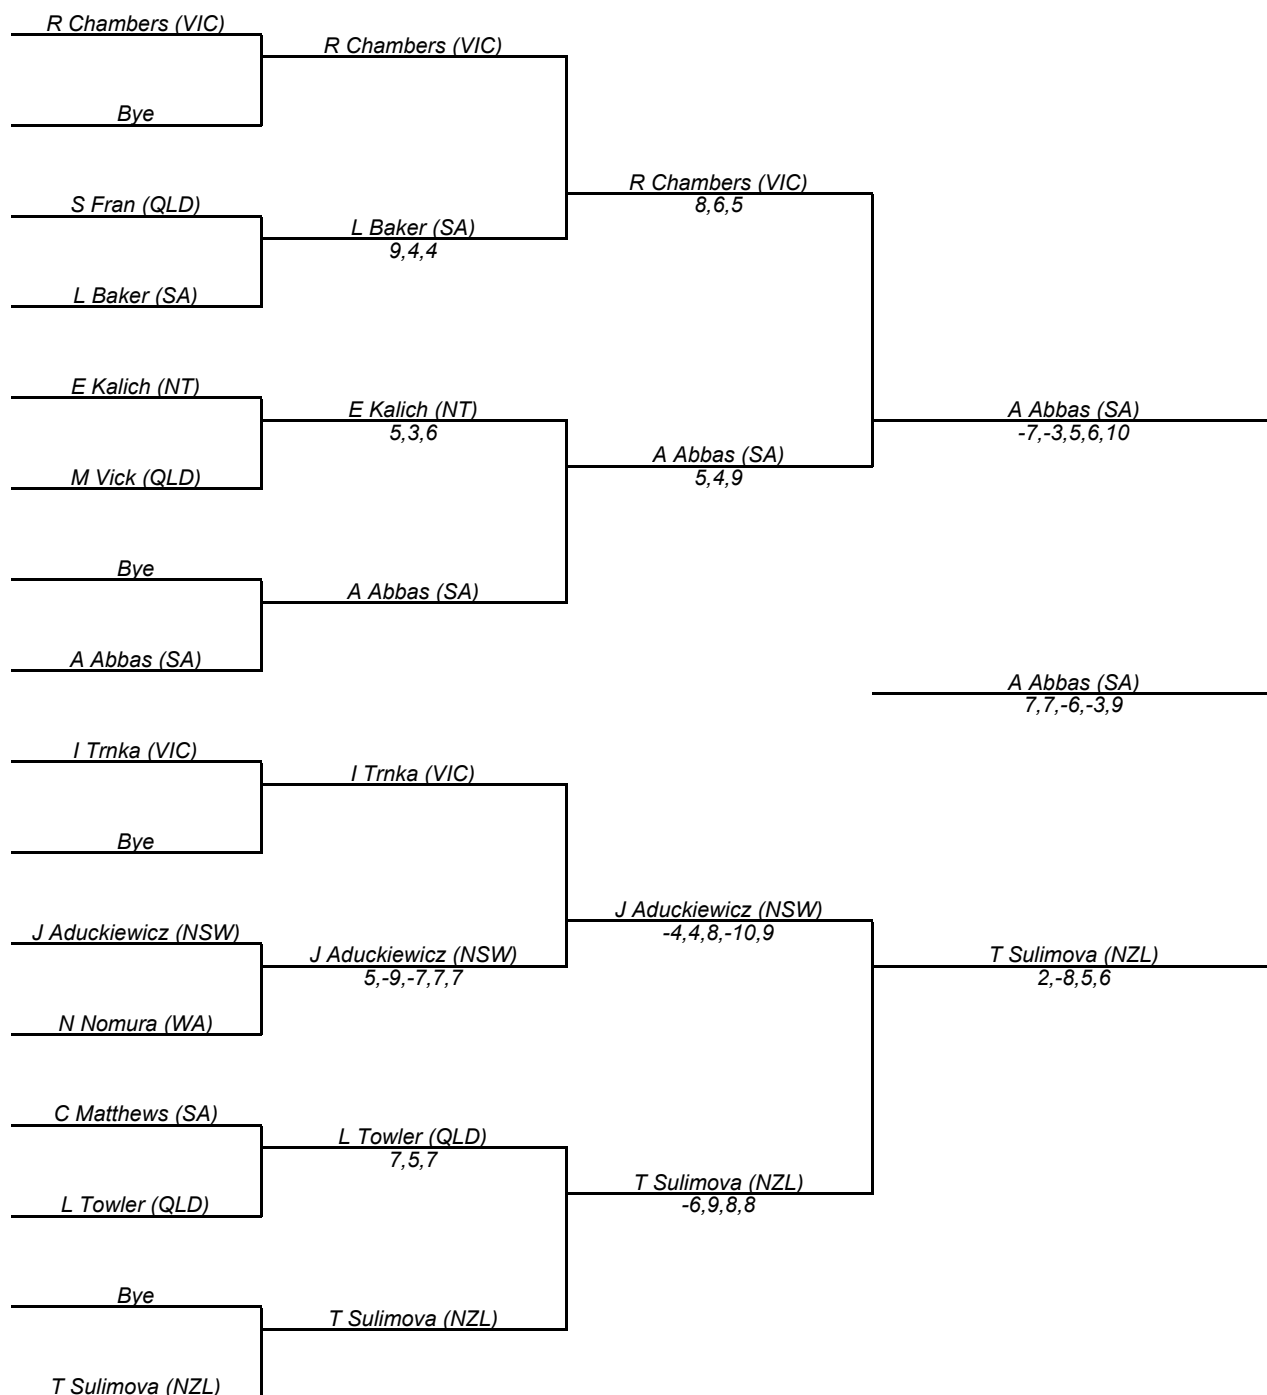 R Chambers (VIC)
R Chambers (VIC)
Bye
R Chambers (VIC)
8,6,5
S Fran (QLD)
L Baker (SA)
9,4,4
L Baker (SA)
E Kalich (NT)
E Kalich (NT)
5,3,6
A Abbas (SA)
-7,-3,5,6,10
M Vick (QLD)
A Abbas (SA)
5,4,9
Bye
A Abbas (SA)
A Abbas (SA)
A Abbas (SA)
7,7,-6,-3,9
I Trnka (VIC)
I Trnka (VIC)
Bye
J Aduckiewicz (NSW)
-4,4,8,-10,9
J Aduckiewicz (NSW)
J Aduckiewicz (NSW)
5,-9,-7,7,7
T Sulimova (NZL)
2,-8,5,6
N Nomura (WA)
C Matthews (SA)
L Towler (QLD)
7,5,7
L Towler (QLD)
T Sulimova (NZL)
-6,9,8,8
Bye
T Sulimova (NZL)
T Sulimova (NZL)